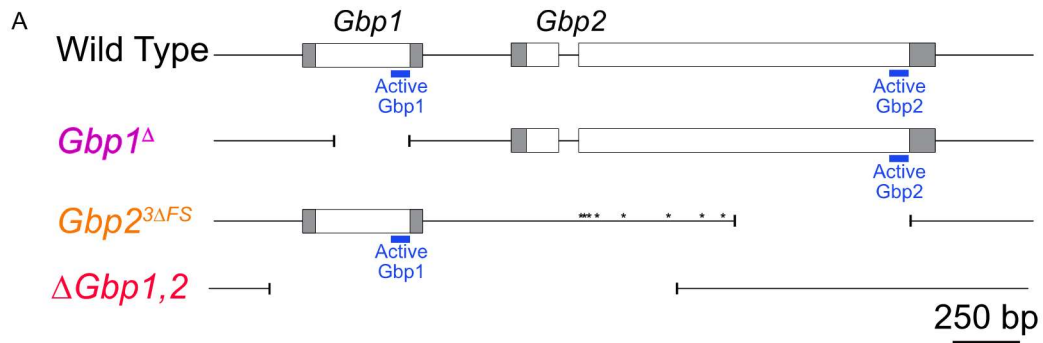 A
Gbp1 Gbp2
Wild Type
Active
Gbp1
Active
Gbp2
Gbp1Δ
Active
Gbp2
Gbp23ΔFS
********
Active
Gbp1
ΔGbp1,2
250 bp